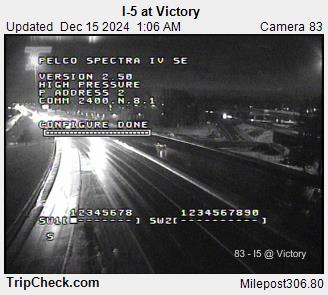 I-5 at Victory
Updated Dec 15 2024 1:06 AM Camera 83
PELCO SPECTRA IV SE
VERSION 2.50
HIGH PRESSURE
P ADDRESS 2
COMM 2400,N,8,1
CONFIGURE DONE
12345678 1234567890
SW1 SW2
S
83 - I5 @ Victory
TripCheck.com Milepost306.80